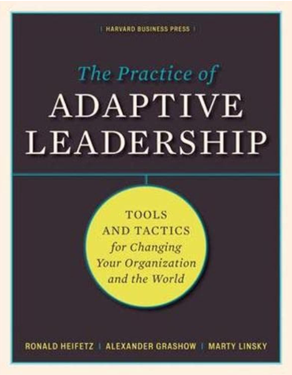 | HARVARD BUSINESS PRESS |
The Practice of
ADAPTIVE
LEADERSHIP
TOOLS
AND TACTICS
for Changing
Your Organization
and the World
RONALD HEIFETZ | ALEXANDER GRASHOW | MARTY LINSKY